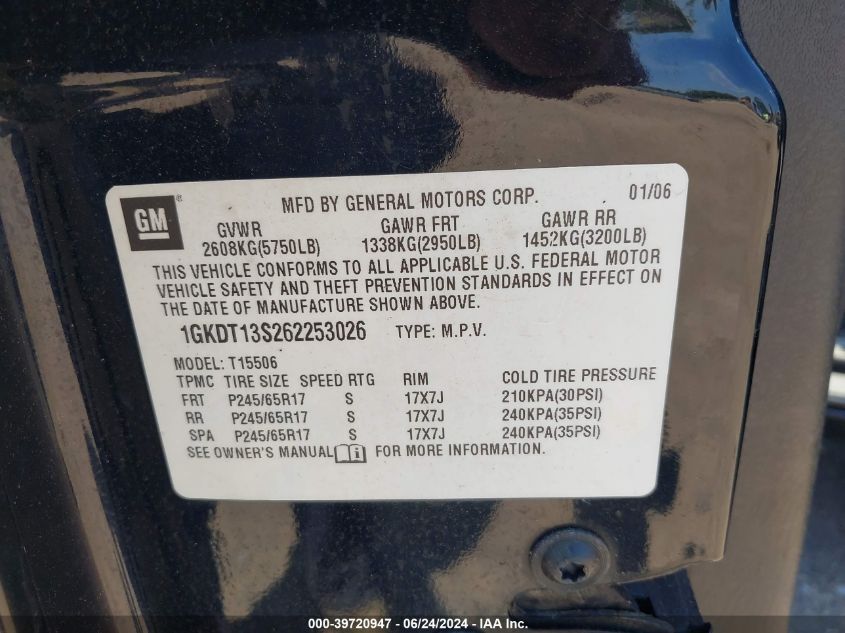 GM
MFD BY GENERAL MOTORS CORP. 01/06
GVWR GAWR FRT GAWR RR
2608KG(5750LB) 1338KG(2950LB) 1452KG(3200LB)
THIS VEHICLE CONFORMS TO ALL APPLICABLE U.S. FEDERAL MOTOR
VEHICLE SAFETY AND THEFT PREVENTION STANDARDS IN EFFECT ON
THE DATE OF MANUFACTURE SHOWN ABOVE.
1GKDT13S262253026 TYPE: M.P.V.
MODEL: T15506
TPMC TIRE SIZE SPEED RTG RIM COLD TIRE PRESSURE
FRT P245/65R17 S 17X7J 210KPA(30PSI)
RR P245/65R17 S 17X7J 240KPA(35PSI)
SPA P245/65R17 S 17X7J 240KPA(35PSI)
SEE OWNER'S MANUAL FOR MORE INFORMATION.
000-39720947 / 06/24/2024 / ©IAA Inc.